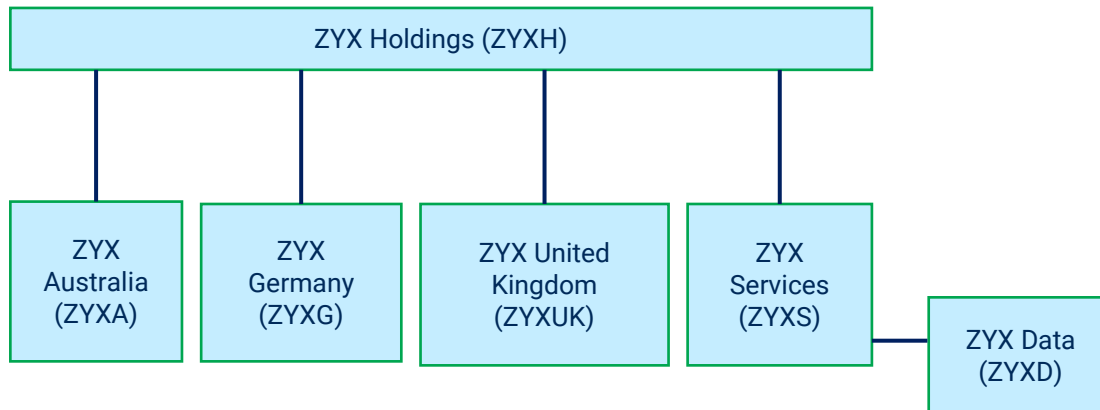 ZYX Holdings (ZYXH)
ZYX
Australia
(ZYXA)
ZYX
Germany
(ZYXG)
ZYX United
Kingdom
(ZYXUK)
ZYX
Services
(ZYXS)
ZYX Data
(ZYXD)